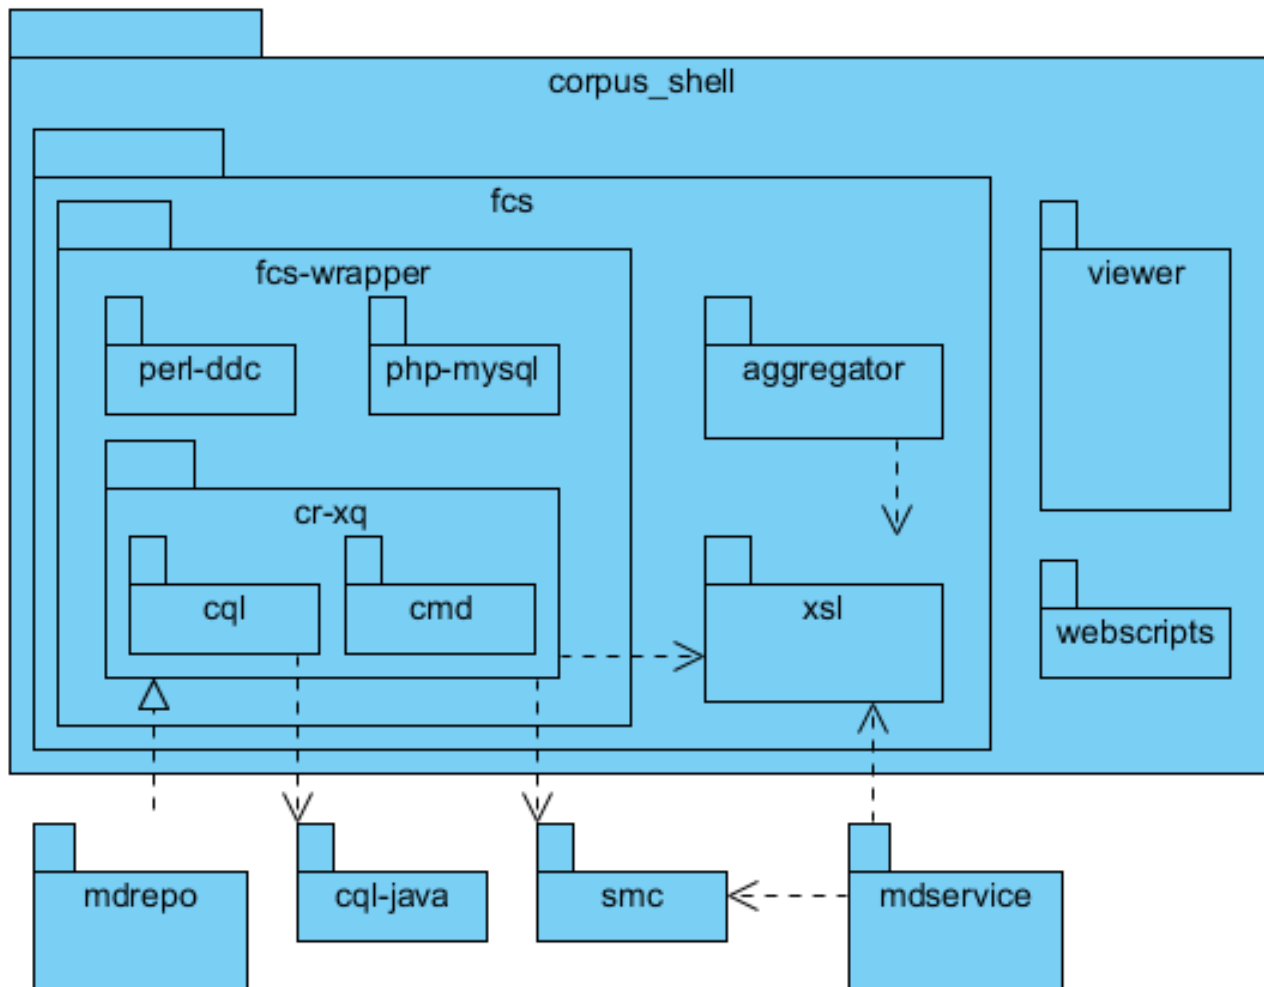 corpus_shell
fcs
fcs-wrapper
viewer
perl-ddc
php-mysql
aggregator
cr-xq
cql
cmd
xsl
webscripts
mdrepo
cql-java
smc
mdservice